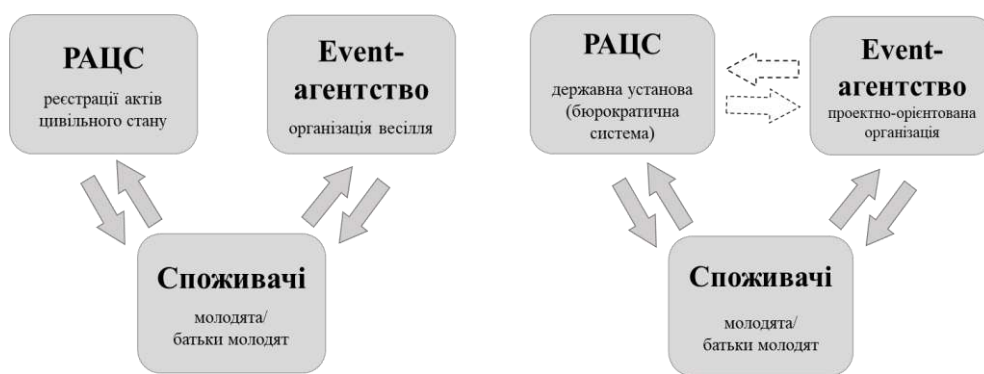 РАЦС
реєстрації актів
цивільного стану
Event-
агентство
організація весілля
Споживачі
молодята/
батьки молодят
РАЦС
державна установа
(бюрократична
система)
Event-
агентство
проектно-орієнтована
організація
Споживачі
молодята/
батьки молодят